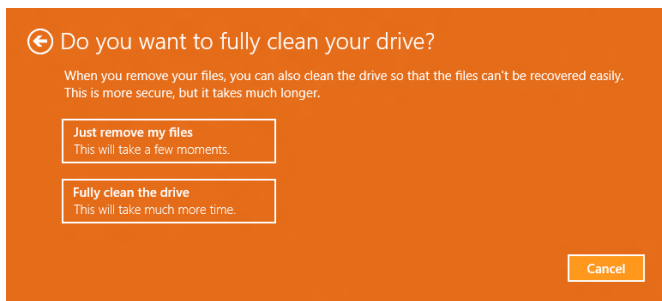 Do you want to fully clean your drive?
When you remove your files, you can also clean the drive so that the files can't be recovered easily.
This is more secure, but it takes much longer.
Just remove my files
This will take a few moments.
Fully clean the drive
This will take much more time.
Cancel